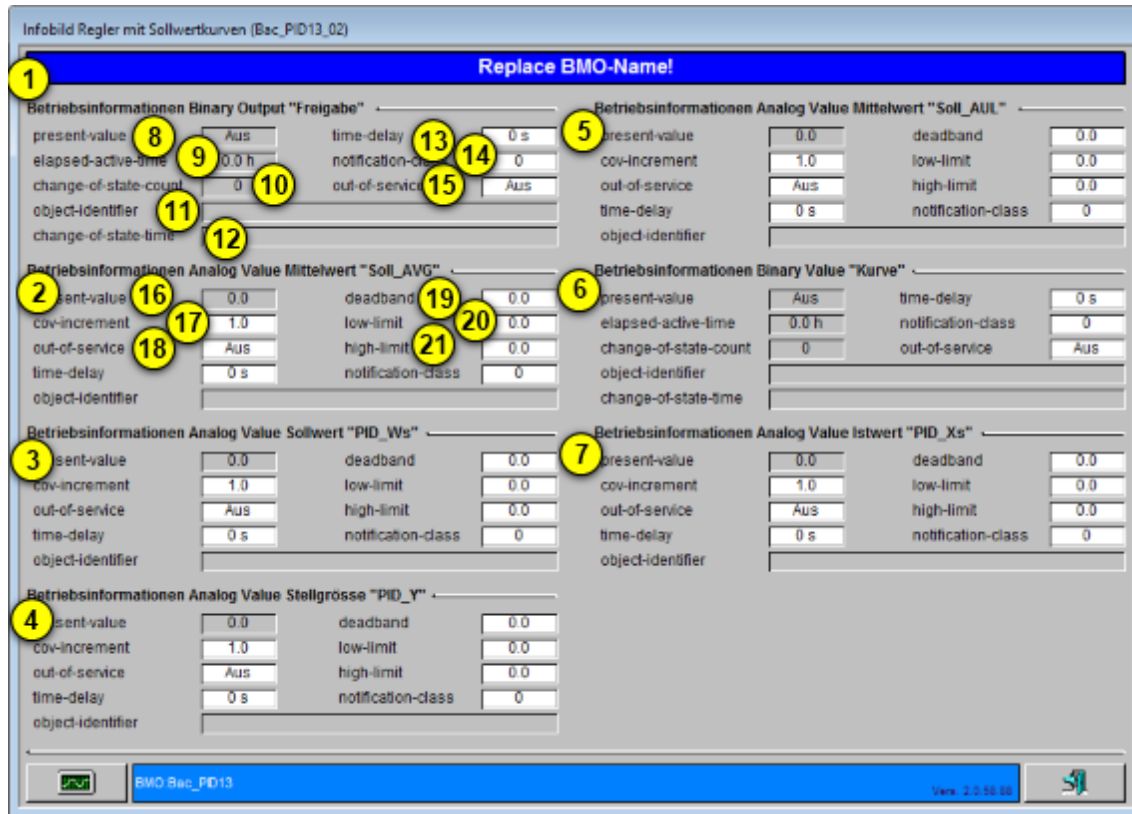 Infobild Regler mit Sollwertkurven (Bac_PID13_02)
Replace BMO-Name!
1
Betriebsinformationen Binary Output "Freigabe"
present-value 8 Aus time-delay 13 0 s
elapsed-active-time 9 0.0 h notification-class 14 0
change-of-state-count 0 10 out-of-service 15 Aus
object-identifier 11
change-of-state-time 12
Betriebsinformationen Analog Value Mittelwert "Soll_AUL"
5 present-value 0.0 deadband 0.0
cov-increment 1.0 low-limit 0.0
out-of-service Aus high-limit 0.0
time-delay 0 s notification-class 0
object-identifier
Betriebsinformationen Analog Value Mittelwert "Soll_AVG"
2 present-value 16 0.0 deadband 19 0.0
cov-increment 17 1.0 low-limit 20 0.0
out-of-service 18 Aus high-limit 21 0.0
time-delay 0 s notification-class 0
object-identifier
Betriebsinformationen Binary Value "Kurve"
6 present-value Aus time-delay 0 s
elapsed-active-time 0.0 h notification-class 0
change-of-state-count 0 out-of-service Aus
object-identifier
change-of-state-time
Betriebsinformationen Analog Value Sollwert "PID_Ws"
3 present-value 0.0 deadband 0.0
cov-increment 1.0 low-limit 0.0
out-of-service Aus high-limit 0.0
time-delay 0 s notification-class 0
object-identifier
Betriebsinformationen Analog Value Istwert "PID_Xs"
7 present-value 0.0 deadband 0.0
cov-increment 1.0 low-limit 0.0
out-of-service Aus high-limit 0.0
time-delay 0 s notification-class 0
object-identifier
Betriebsinformationen Analog Value Stellgrösse "PID_Y"
4 present-value 0.0 deadband 0.0
cov-increment 1.0 low-limit 0.0
out-of-service Aus high-limit 0.0
time-delay 0 s notification-class 0
object-identifier
BMO:Bac_PID13